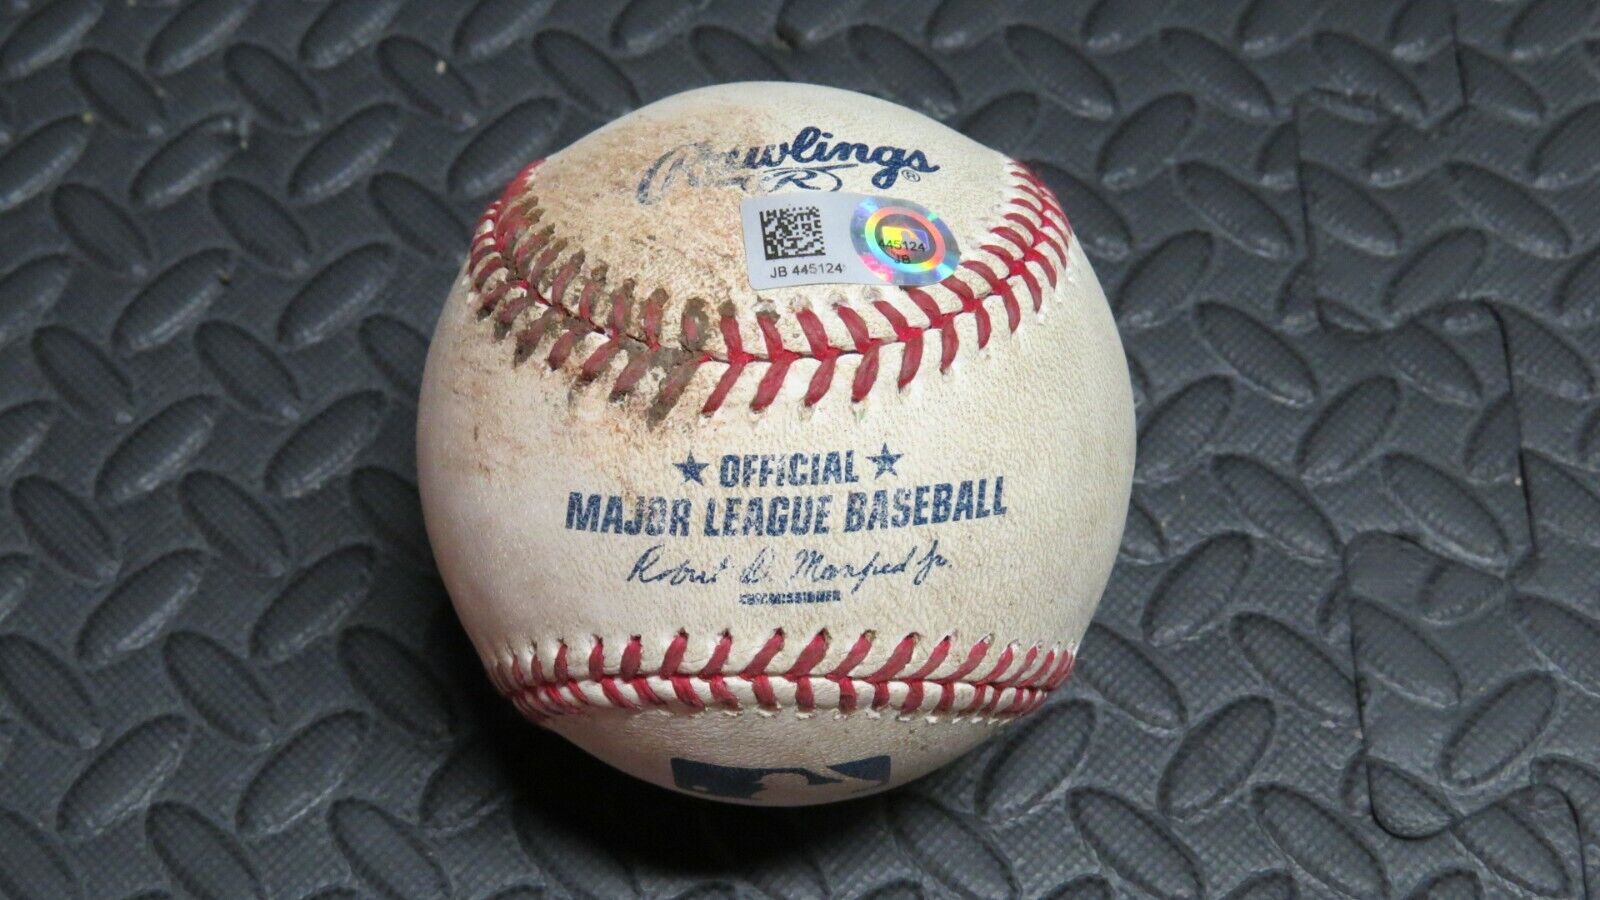 Rawlings®
R
JB 445124
445124
JB
★ OFFICIAL ★
MAJOR LEAGUE BASEBALL
Robert D. Manfred Jr.
COMMISSIONER